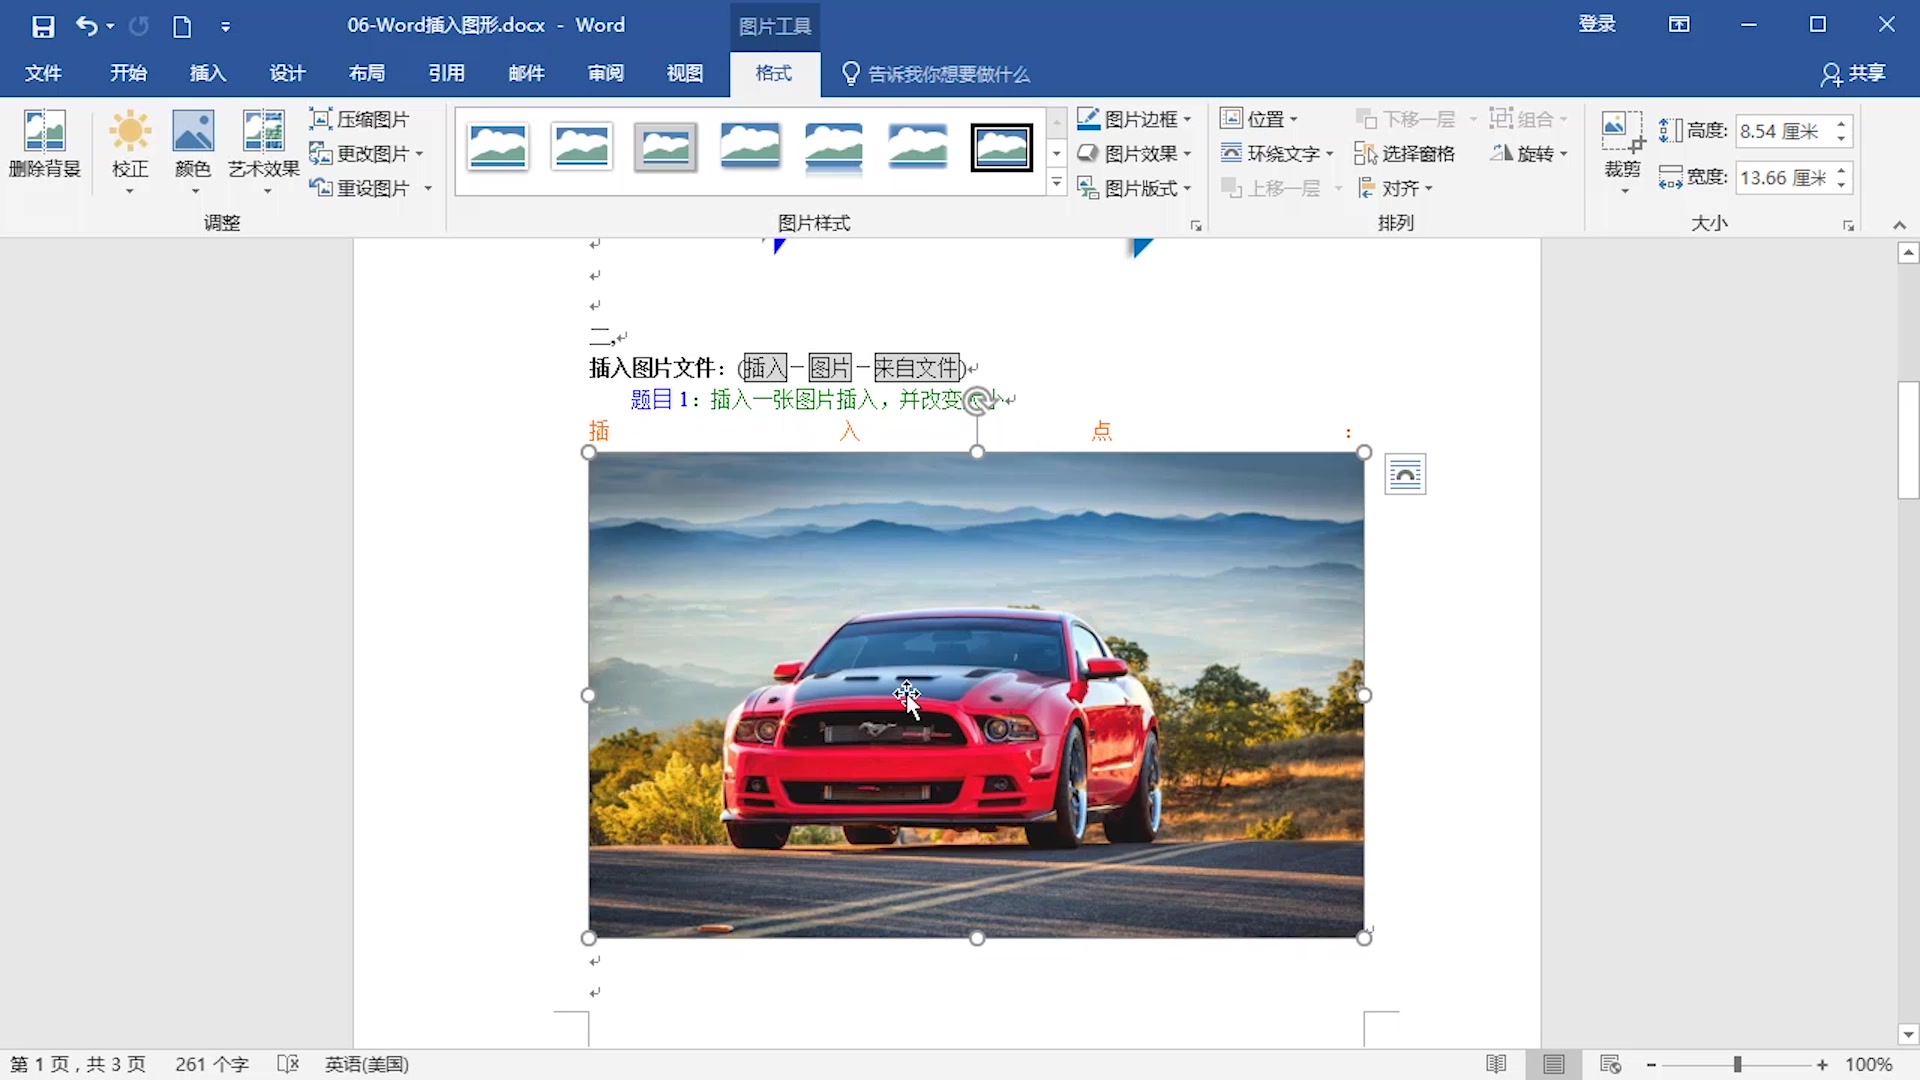 06-Word插入图形.docx - Word
图片工具
登录
文件 开始 插入 设计 布局 引用 邮件 审阅 视图 格式 告诉我你想要做什么 共享
删除背景
校正
颜色
艺术效果
压缩图片
更改图片
重设图片
调整
图片样式
图片边框
图片效果
图片版式
位置
环绕文字
上移一层
下移一层
选择窗格
对齐
组合
旋转
排列
裁剪
高度: 8.54 厘米
宽度: 13.66 厘米
大小
二,
插入图片文件：(插入－图片－来自文件)
题目 1：插入一张图片插入，并改变大小
插 入 点 :
第 1 页 , 共 3 页 261 个字 英语(美国) 100%